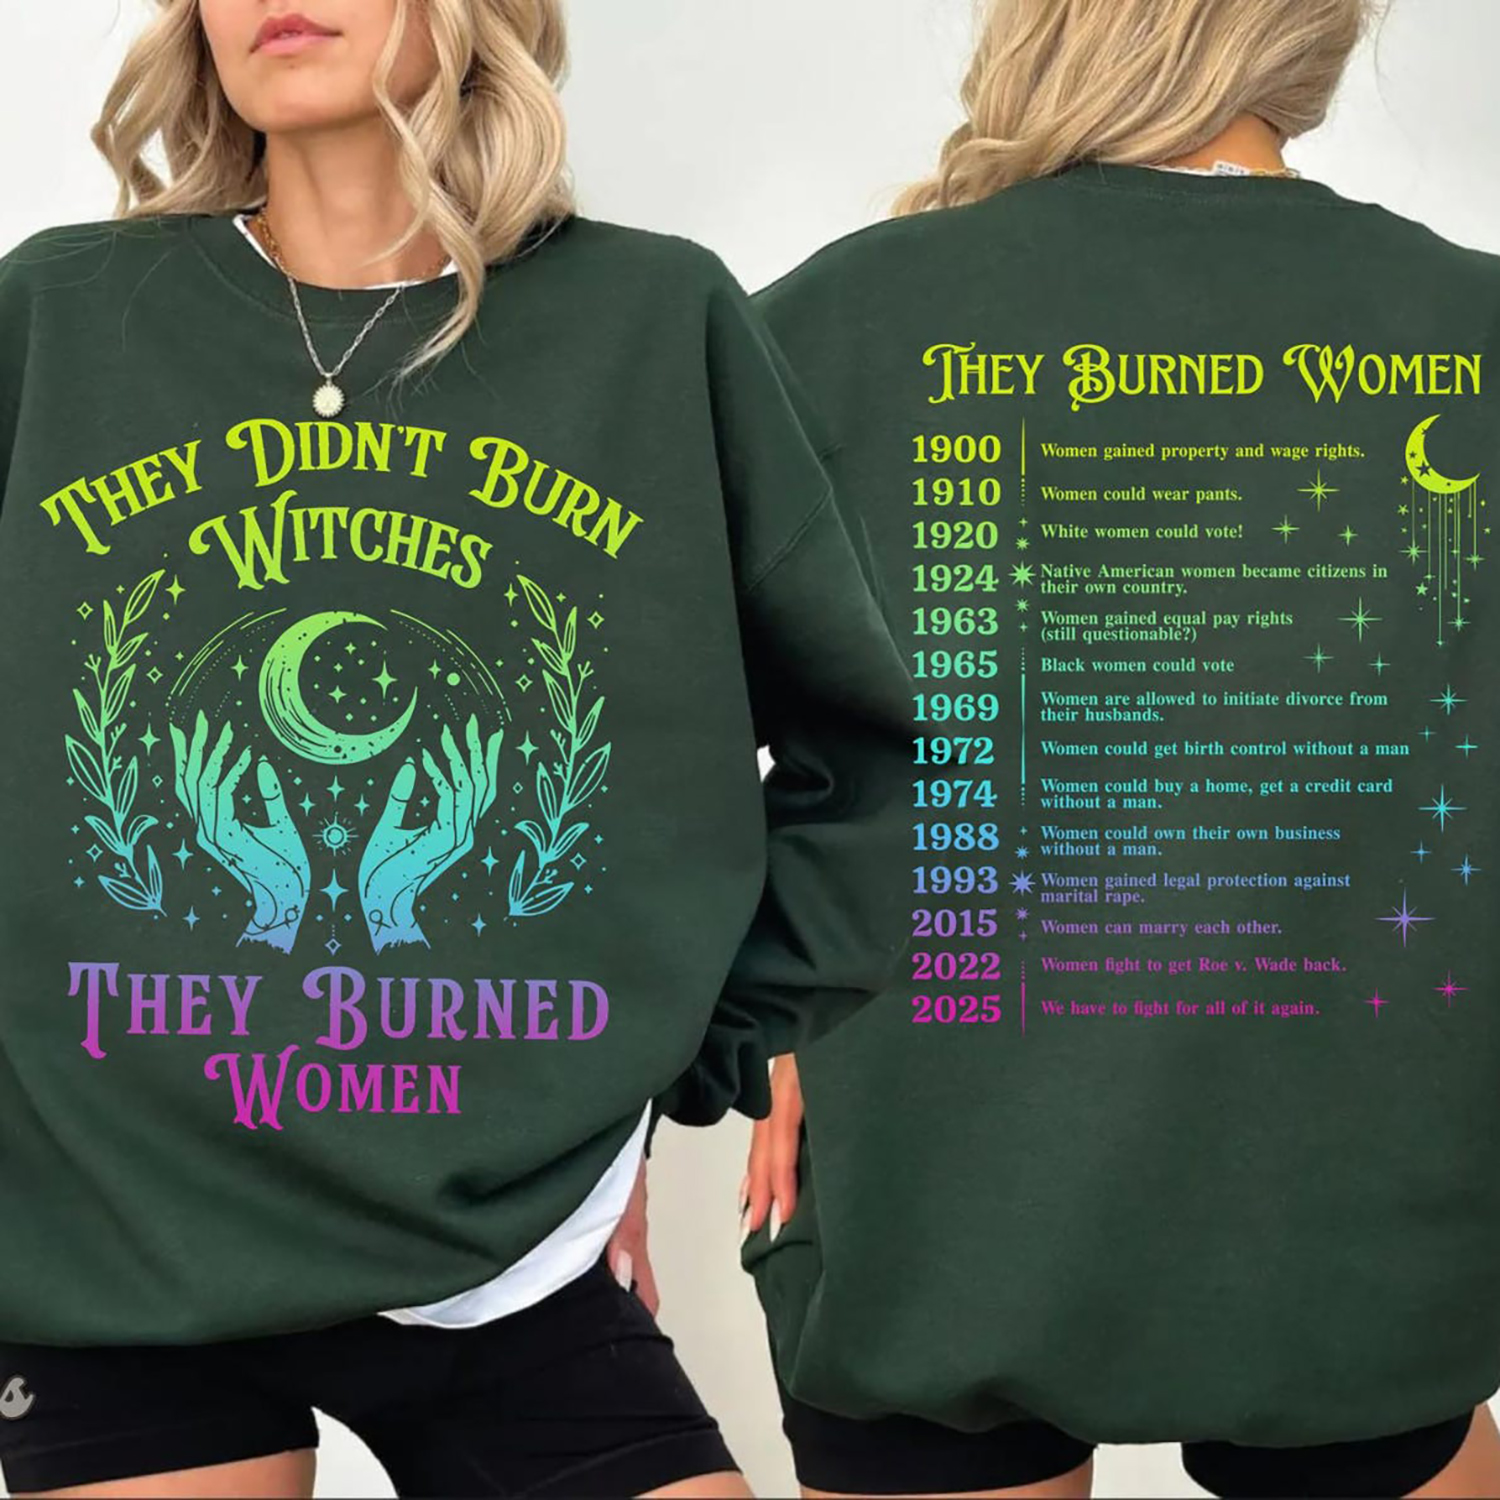 They Didn't Burn
Witches
They Burned
Women
They Burned Women
1900 Women gained property and wage rights.
1910 Women could wear pants.
1920 White women could vote!
1924 Native American women became citizens in
their own country.
1963 Women gained equal pay rights
(still questionable?)
1965 Black women could vote
1969 Women are allowed to initiate divorce from
their husbands.
1972 Women could get birth control without a man
1974 Women could buy a home, get a credit card
without a man.
1988 Women could own their own business
without a man.
1993 Women gained legal protection against
marital rape.
2015 Women can marry each other.
2022 Women fight to get Roe v. Wade back.
2025 We have to fight for all of it again.